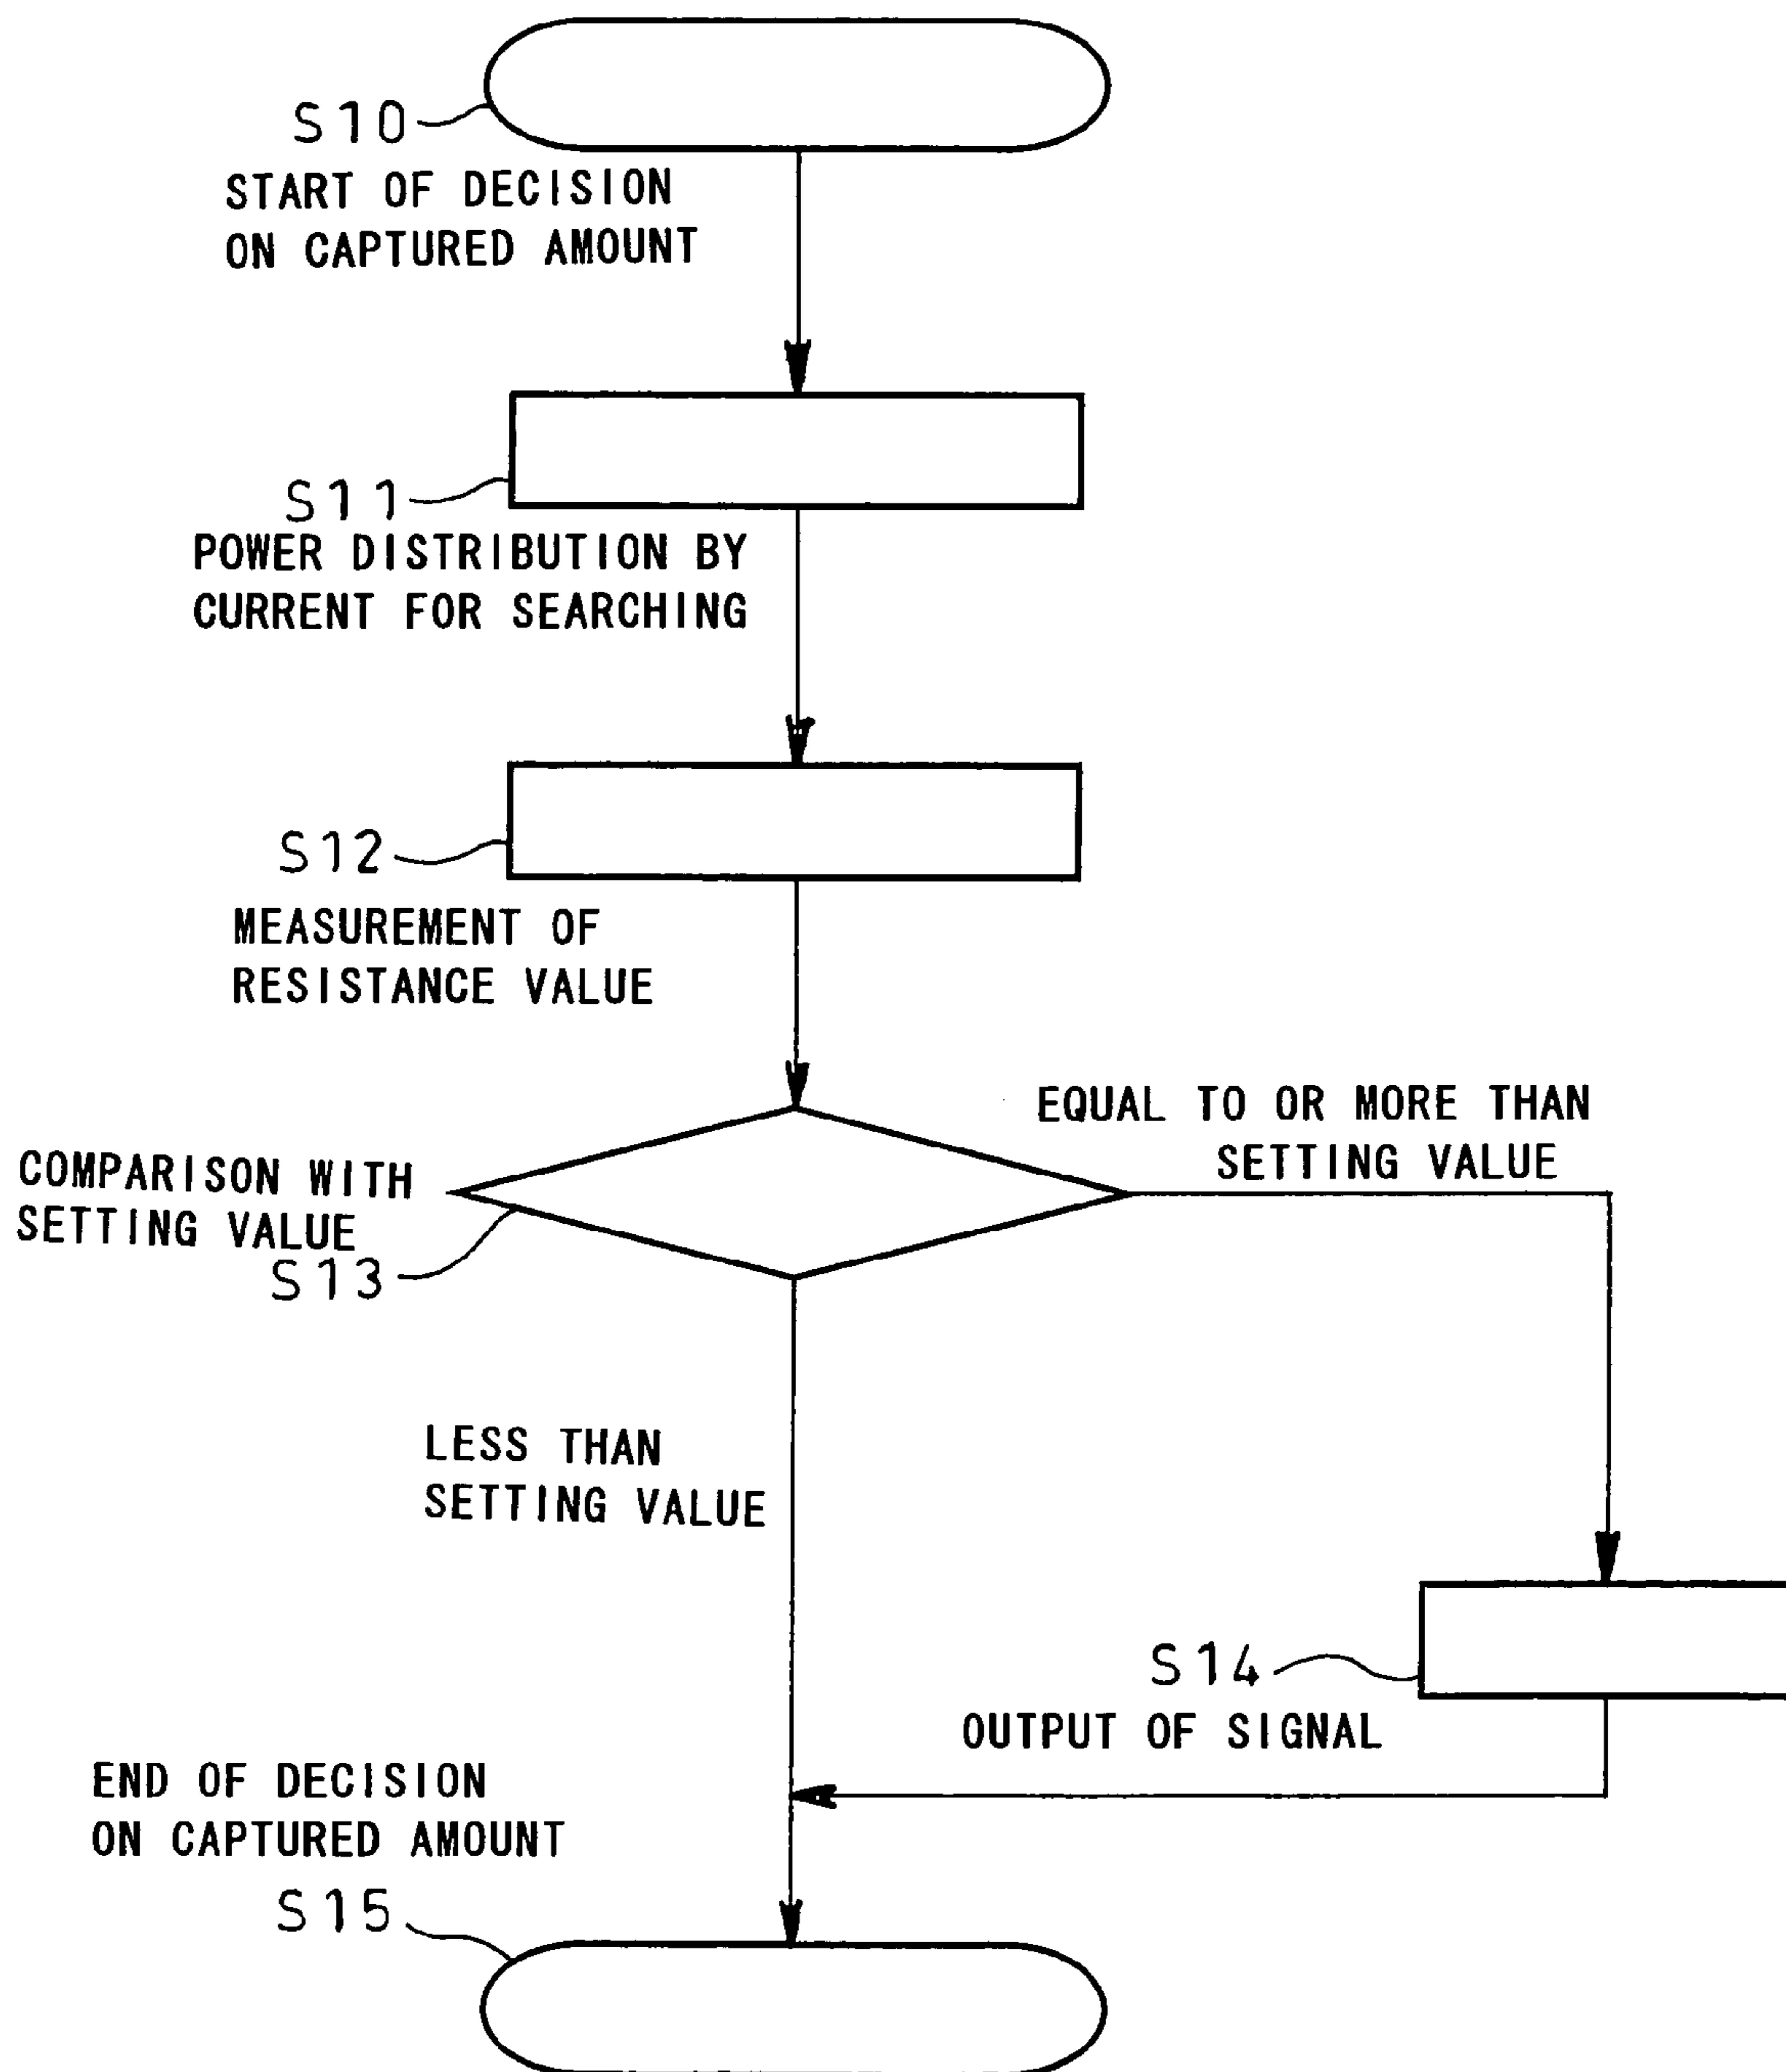 S10
START OF DECISION
ON CAPTURED AMOUNT
S11
POWER DISTRIBUTION BY
CURRENT FOR SEARCHING
S12
MEASUREMENT OF
RESISTANCE VALUE
EQUAL TO OR MORE THAN
SETTING VALUE
COMPARISON WITH
SETTING VALUE
S13
LESS THAN
SETTING VALUE
S14
OUTPUT OF SIGNAL
END OF DECISION
ON CAPTURED AMOUNT
S15